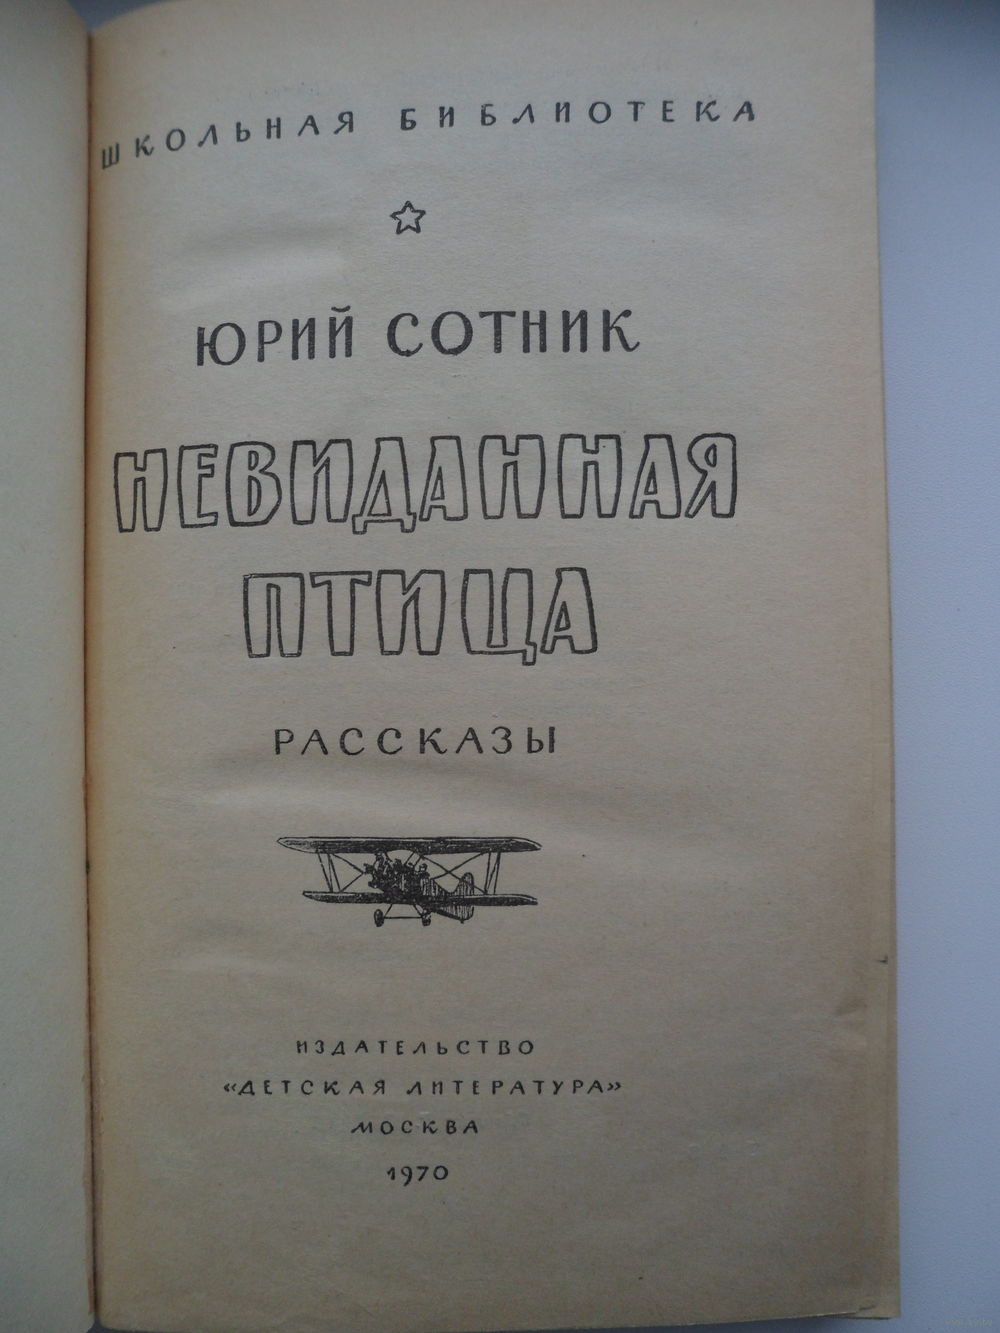 ШКОЛЬНАЯ БИБЛИОТЕКА
ЮРИЙ СОТНИК
НЕВИДАННАЯ
ПТИЦА
РАССКАЗЫ
ИЗДАТЕЛЬСТВО
«ДЕТСКАЯ ЛИТЕРАТУРА»
МОСКВА
1970